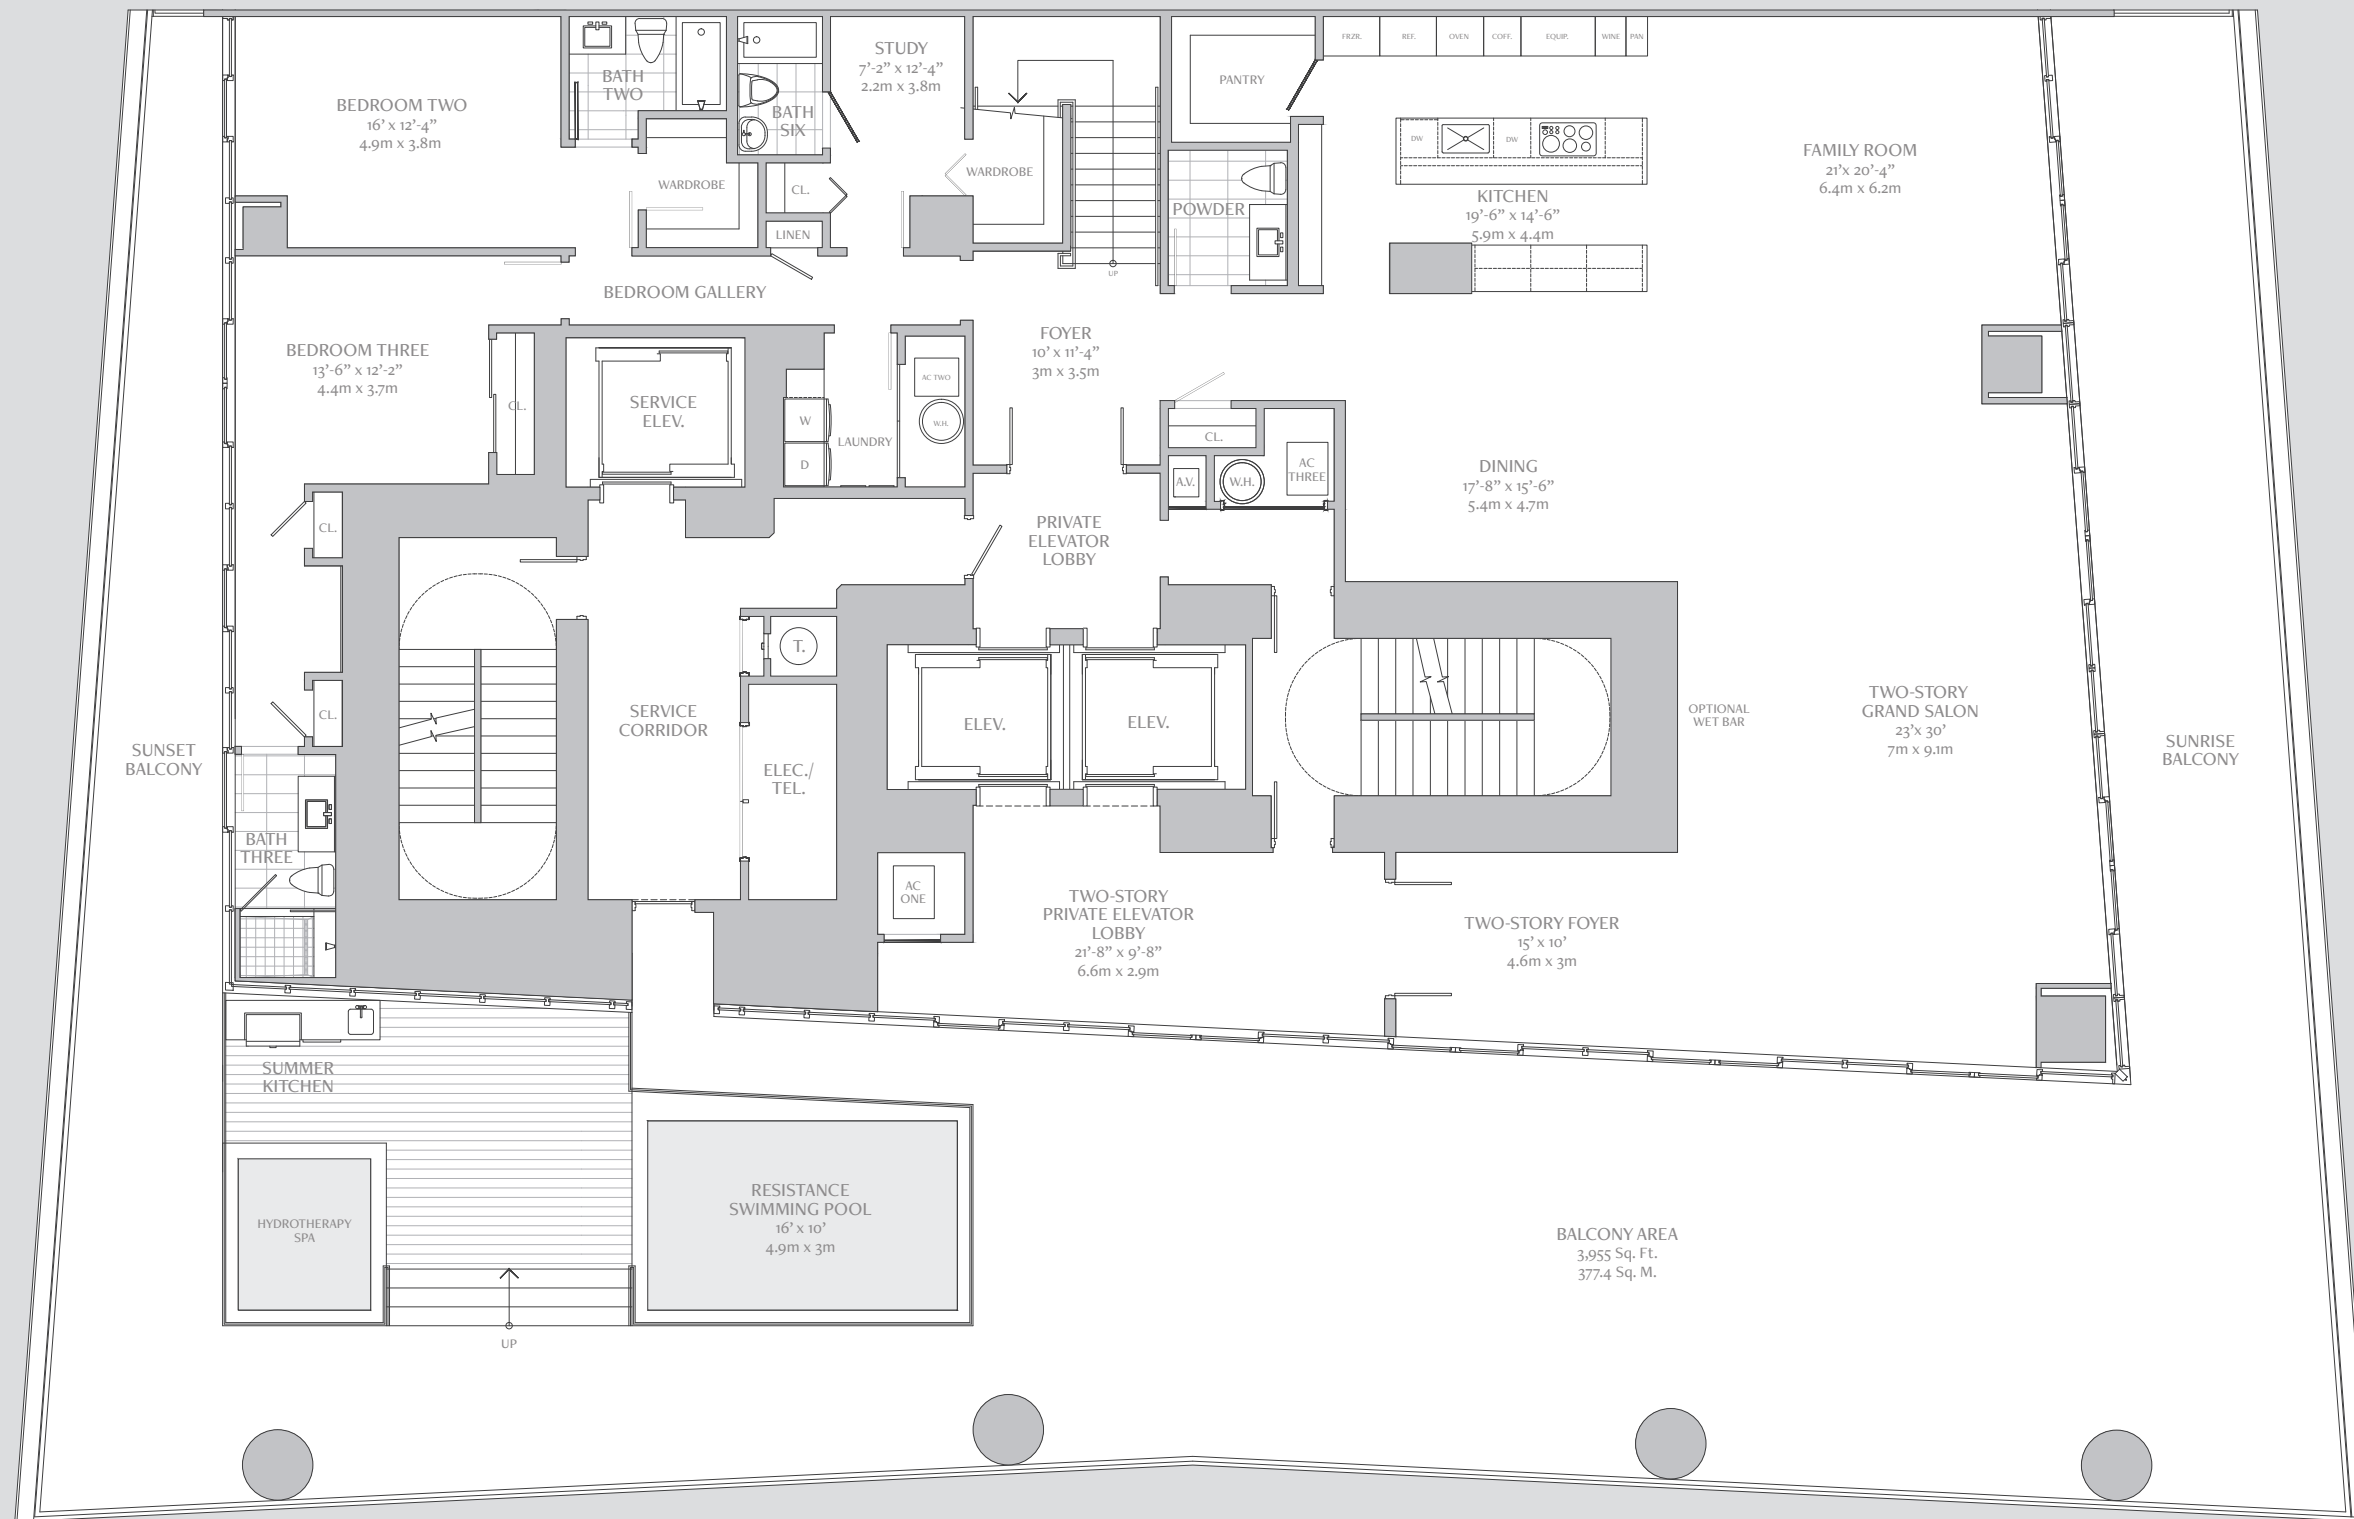 BEDROOM TWO
16’ x 12’-4”
4.9m x 3.8m
BATH
TWO
BATH
SIX
STUDY
7’-2” x 12’-4”
2.2m x 3.8m
WARDROBE
CL.
LINEN
WARDROBE
UP
PANTRY
POWDER
FRZR.
REF.
OVEN
COFF.
EQUIP.
WINE
PAN
DW
DW
KITCHEN
19’-6” x 14’-6”
5.9m x 4.4m
FAMILY ROOM
21’x 20’-4”
6.4m x 6.2m
BEDROOM GALLERY
BEDROOM THREE
13’-6” x 12’-2”
4.4m x 3.7m
CL.
SERVICE
ELEV.
W
D
LAUNDRY
AC TWO
W.H.
FOYER
10’ x 11’-4”
3m x 3.5m
CL.
A.V.
W.H.
AC
THREE
DINING
17’-8” x 15’-6”
5.4m x 4.7m
CL.
PRIVATE
ELEVATOR
LOBBY
T.
CL.
SERVICE
CORRIDOR
ELEC./
TEL.
ELEV.
ELEV.
OPTIONAL
WET BAR
TWO-STORY
GRAND SALON
23’x 30’
7m x 9.1m
SUNSET
BALCONY
SUNRISE
BALCONY
BATH
THREE
AC
ONE
TWO-STORY
PRIVATE ELEVATOR
LOBBY
21’-8” x 9’-8”
6.6m x 2.9m
TWO-STORY FOYER
15’ x 10’
4.6m x 3m
SUMMER
KITCHEN
HYDROTHERAPY
SPA
RESISTANCE
SWIMMING POOL
16’ x 10’
4.9m x 3m
BALCONY AREA
3,955 Sq. Ft.
377.4 Sq. M.
UP